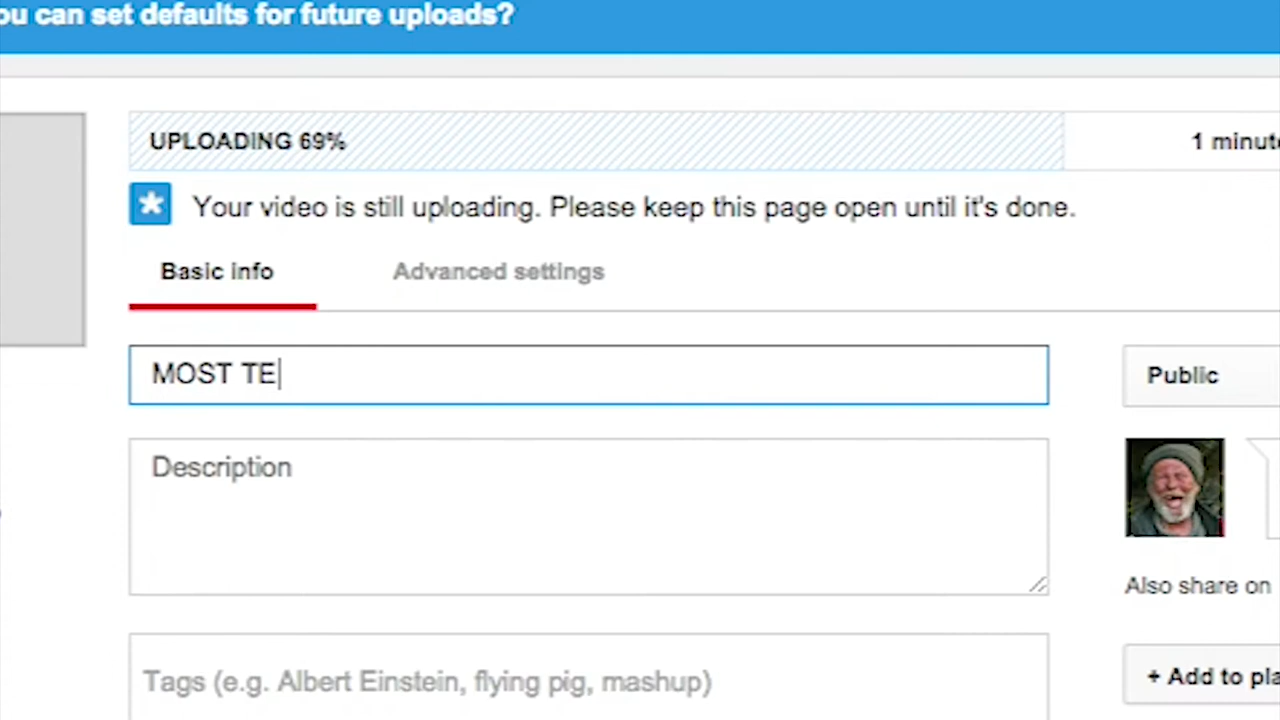 ou can set defaults for future uploads?
UPLOADING 69%
1 minut
Your video is still uploading. Please keep this page open until it's done.
Basic info
Advanced settings
MOST TE
Public
Description
Also share on
Tags (e.g. Albert Einstein, flying pig, mashup)
+ Add to pla